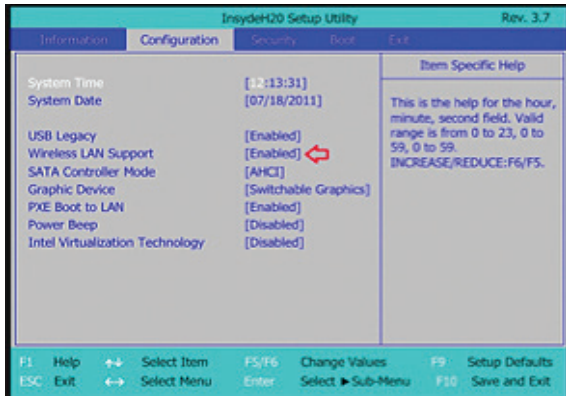 InsydeH20 Setup Utility Rev. 3.7
Information Configuration Security Boot Exit
Item Specific Help
System Time [12:13:31]
System Date [07/18/2011]
This is the help for the hour,
minute, second field. Valid
range is from 0 to 23, 0 to
59, 0 to 59.
INCREASE/REDUCE:F6/F5.
USB Legacy [Enabled]
Wireless LAN Support [Enabled]
SATA Controller Mode [AHCI]
Graphic Device [Switchable Graphics]
PXE Boot to LAN [Enabled]
Power Beep [Disabled]
Intel Virtualization Technology [Disabled]
F1 Help Select Item F5/F6 Change Values F9 Setup Defaults
ESC Exit Select Menu Enter Select ▶ Sub-Menu F10 Save and Exit